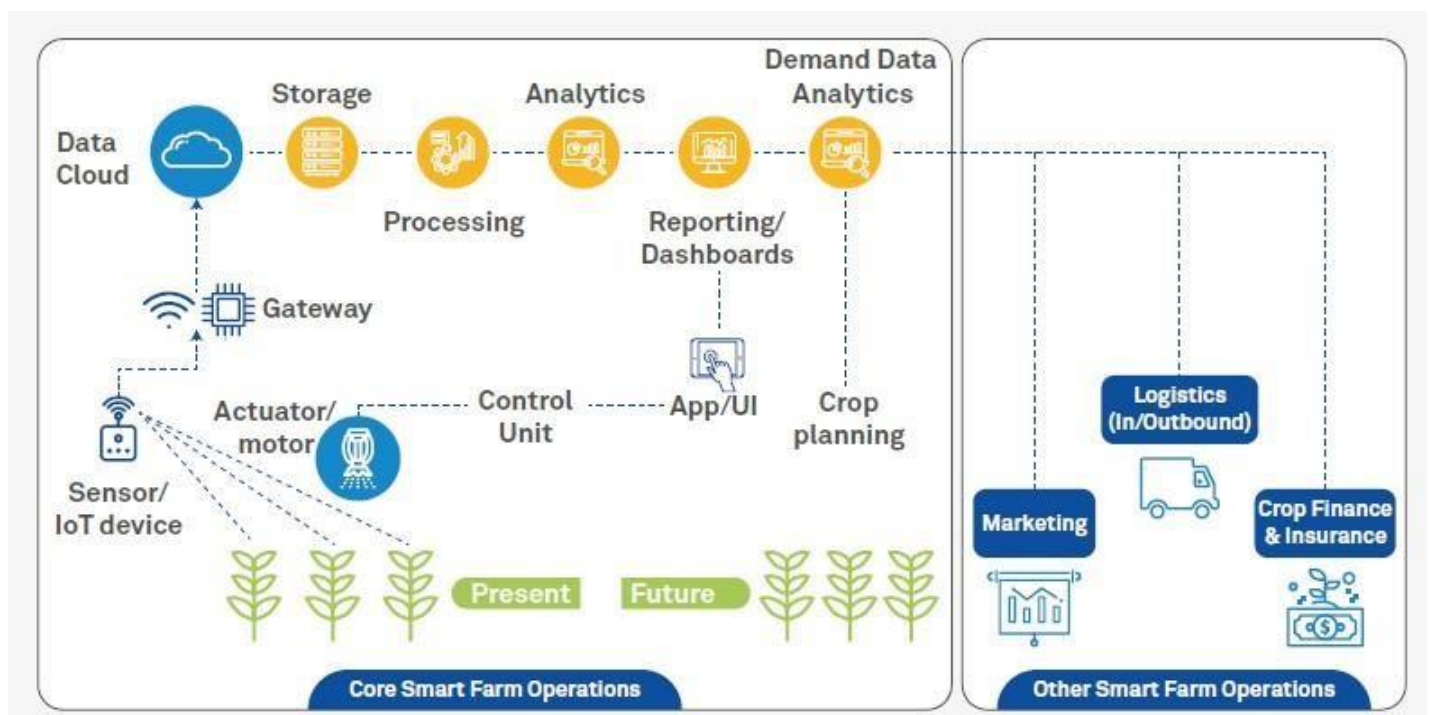 Demand Data
Analytics
Storage
Analytics
Data
Cloud
Processing
Reporting/
Dashboards
Gateway
Actuator/
motor
Control
Unit
App/UI
Crop
planning
Sensor/
IoT device
Logistics
(In/Outbound)
Marketing
Crop Finance
& Insurance
Present
Future
Core Smart Farm Operations
Other Smart Farm Operations